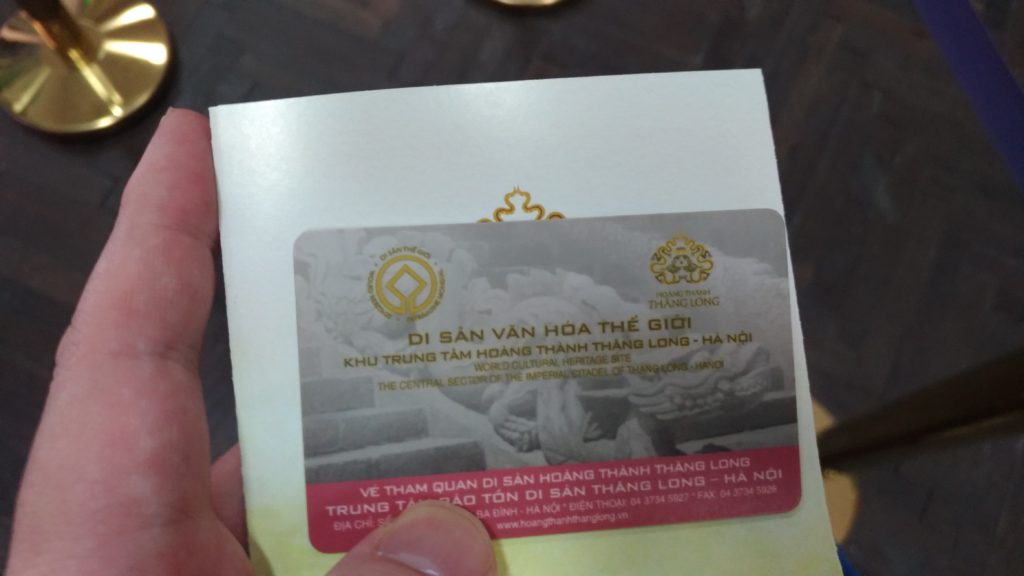 DI SẢN THẾ GIỚI
HOÀNG THÀNH
THĂNG LONG
DI SẢN VĂN HÓA THẾ GIỚI
KHU TRUNG TÂM HOÀNG THÀNH THĂNG LONG - HÀ NỘI
WORLD CULTURAL HERITAGE SITE
THE CENTRAL SECTOR OF THE IMPERIAL CITADEL OF THANG LONG - HANOI
VÉ THAM QUAN DI SẢN HOÀNG THÀNH THĂNG LONG
TRUNG BẢO TỒN DI SẢN THĂNG LONG - HÀ NỘI
ĐỊA CHỈ: BA ĐÌNH - HÀ NỘI * ĐIỆN THOẠI: 04 3734 5927 * FAX: 04 3734 5926
www.hoangthanhthanglong.vn